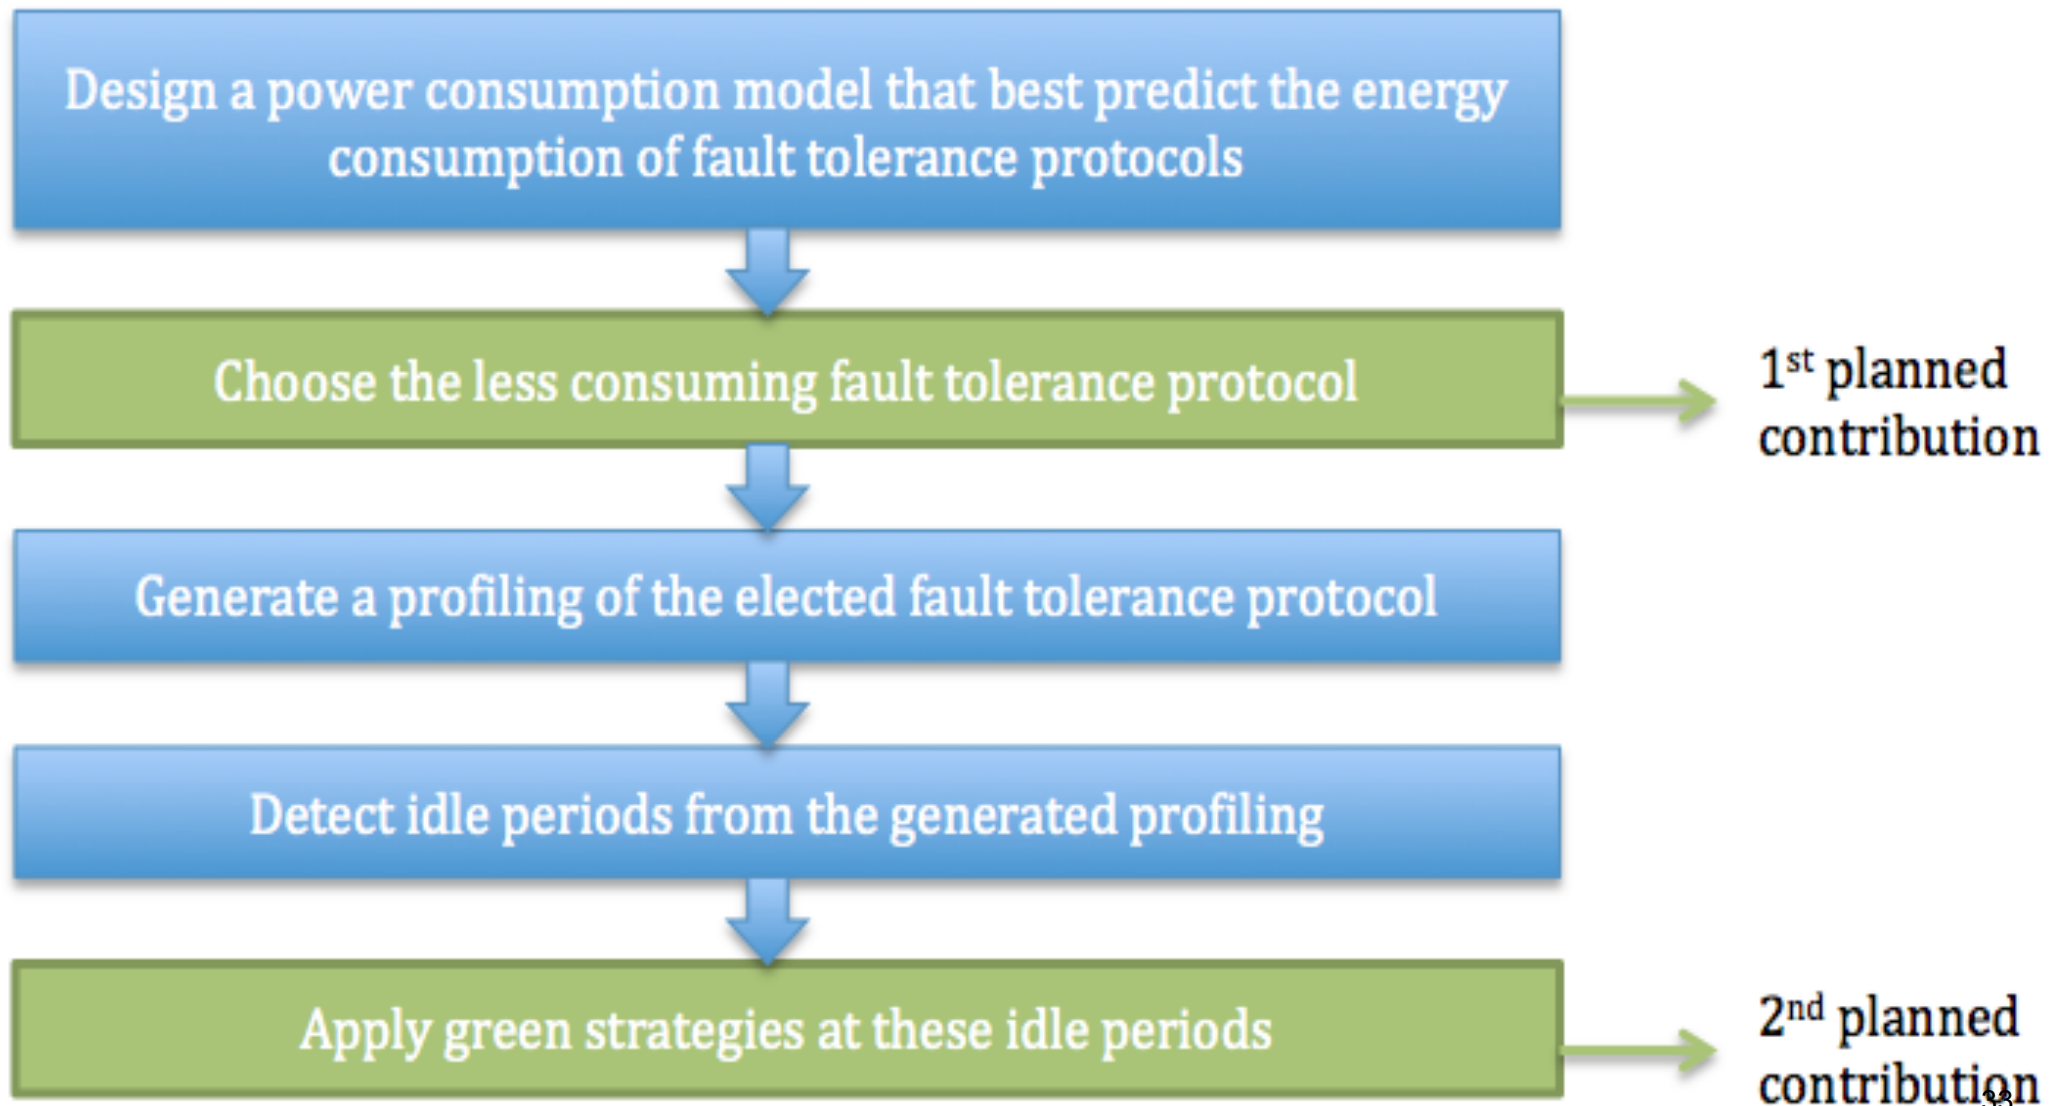 Design a power consumption model that best predict the energy
consumption of fault tolerance protocols
Choose the less consuming fault tolerance protocol
1st planned
contribution
Generate a profiling of the elected fault tolerance protocol
Detect idle periods from the generated profiling
Apply green strategies at these idle periods
2nd planned
contribution
33